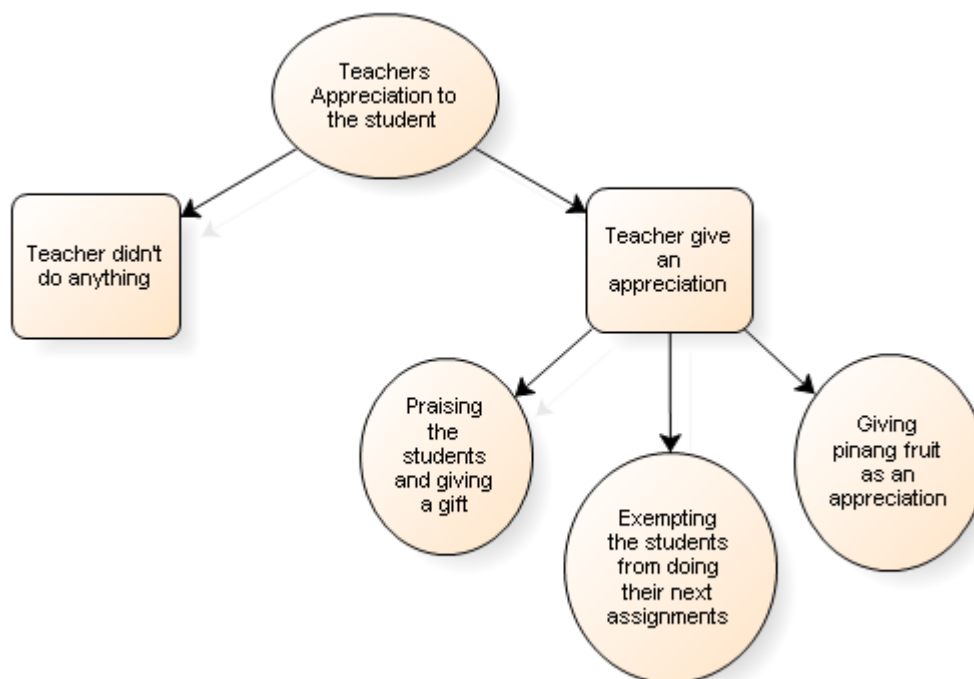 Teachers
Appreciation to
the student
Teacher didn't
do anything
Teacher give
an
appreciation
Praising
the
students
and giving
a gift
Exempting
the students
from doing
their next
assignments
Giving
pinang fruit
as an
appreciation